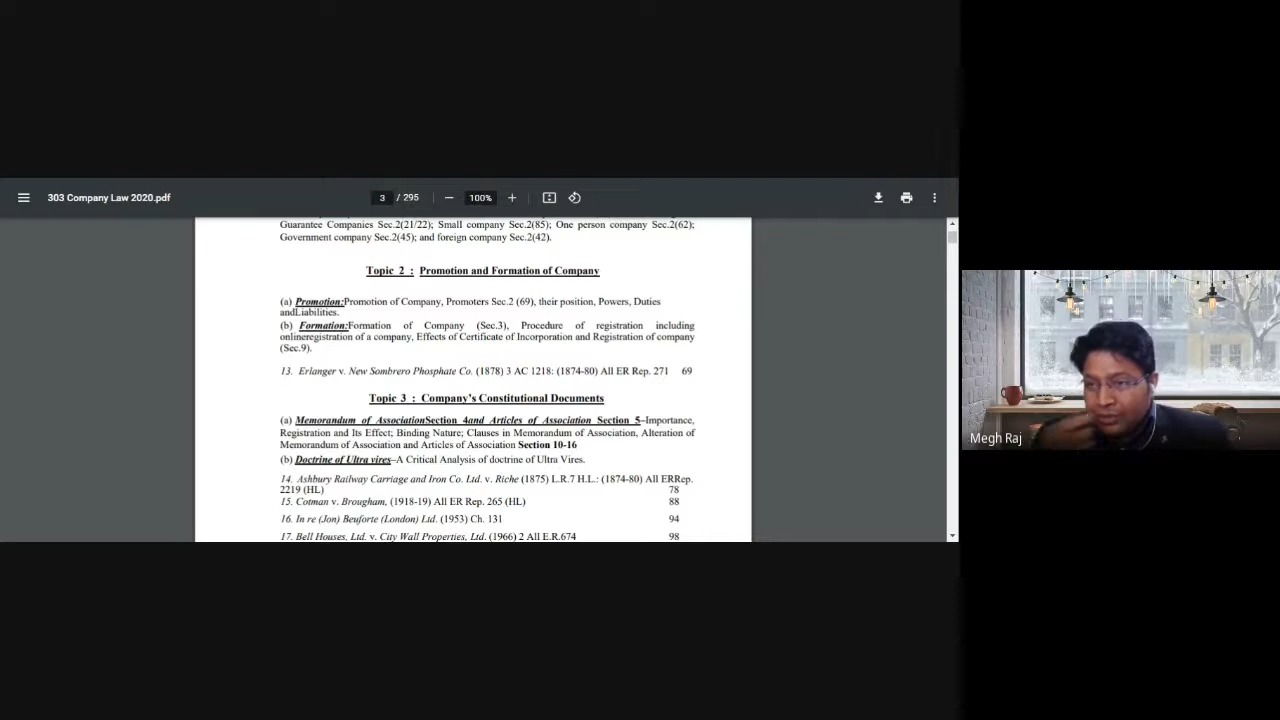 303 Company Law 2020.pdf
3 / 295
100%
Guarantee Companies Sec.2(21/22); Small company Sec.2(85); One person company Sec.2(62);
Government company Sec.2(45); and foreign company Sec.2(42).
Topic 2 : Promotion and Formation of Company
(a) Promotion:Promotion of Company, Promoters Sec.2 (69), their position, Powers, Duties
andLiabilities.
(b) Formation:Formation of Company (Sec.3), Procedure of registration including
onlineregistration of a company, Effects of Certificate of Incorporation and Registration of company
(Sec.9).
13. Erlanger v. New Sombrero Phosphate Co. (1878) 3 AC 1218: (1874-80) All ER Rep. 271 69
Topic 3 : Company's Constitutional Documents
(a) Memorandum of AssociationSection 4and Articles of Association Section 5–Importance,
Registration and Its Effect; Binding Nature; Clauses in Memorandum of Association, Alteration of
Memorandum of Association and Articles of Association Section 10-16
(b) Doctrine of Ultra vires–A Critical Analysis of doctrine of Ultra Vires.
14. Ashbury Railway Carriage and Iron Co. Ltd. v. Riche (1875) L.R.7 H.L.: (1874-80) All ERRep.
2219 (HL) 78
15. Cotman v. Brougham, (1918-19) All ER Rep. 265 (HL) 88
16. In re (Jon) Beuforte (London) Ltd. (1953) Ch. 131 94
17. Bell Houses, Ltd. v. City Wall Properties, Ltd. (1966) 2 All E.R.674 98
Megh Raj